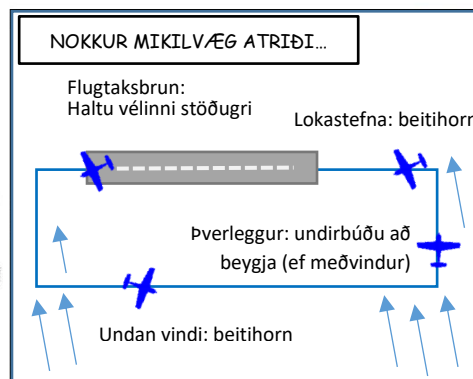 NOKKUR MIKILVÆG ATRIÐI…
Flugtaksbrun:
Haltu vélinni stöðugri
Lokastefna: beitihorn
Þverleggur: undirbúðu að
beygja (ef meðvindur)
Undan vindi: beitihorn